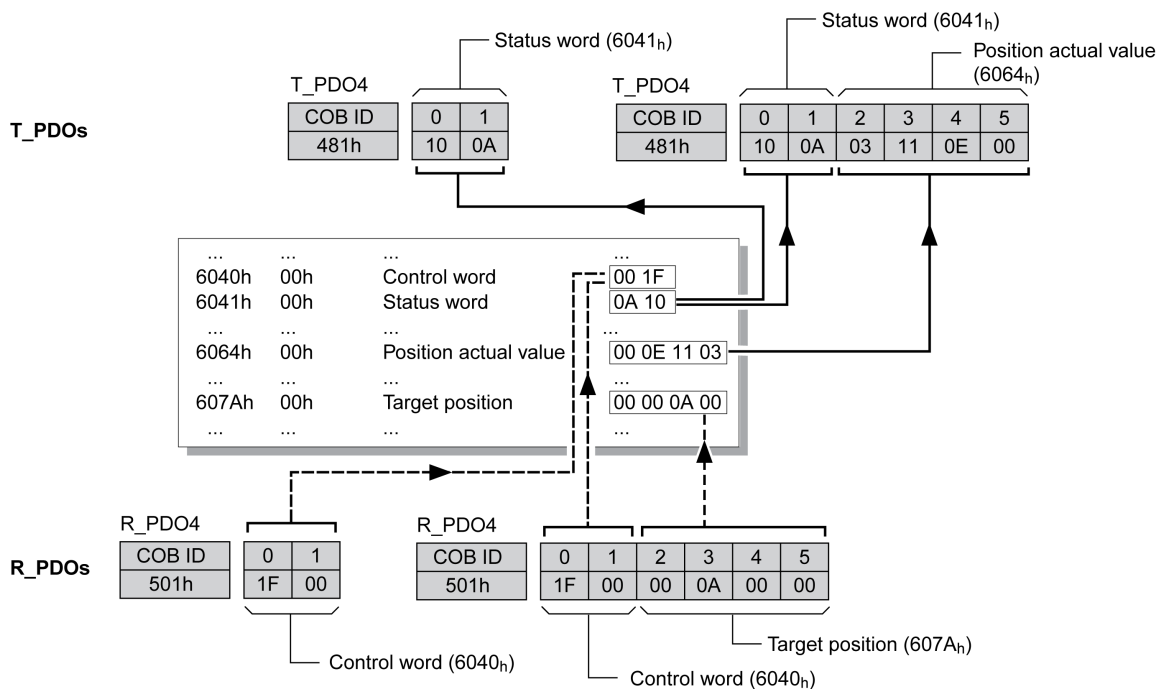 Status word (6041h)
Status word (6041h)
Position actual value
(6064h)
T_PDO4
T_PDO4
T_PDOs
COB ID 0 1
481h 10 0A
COB ID 0 1 2 3 4 5
481h 10 0A 03 11 0E 00
... ... ... ...
6040h 00h Control word 00 1F
6041h 00h Status word 0A 10
... ... ... ...
6064h 00h Position actual value 00 0E 11 03
... ... ... ...
607Ah 00h Target position 00 00 0A 00
... ... ... ...
R_PDO4
R_PDO4
R_PDOs
COB ID 0 1
501h 1F 00
COB ID 0 1 2 3 4 5
501h 1F 00 00 0A 00 00
Target position (607Ah)
Control word (6040h)
Control word (6040h)